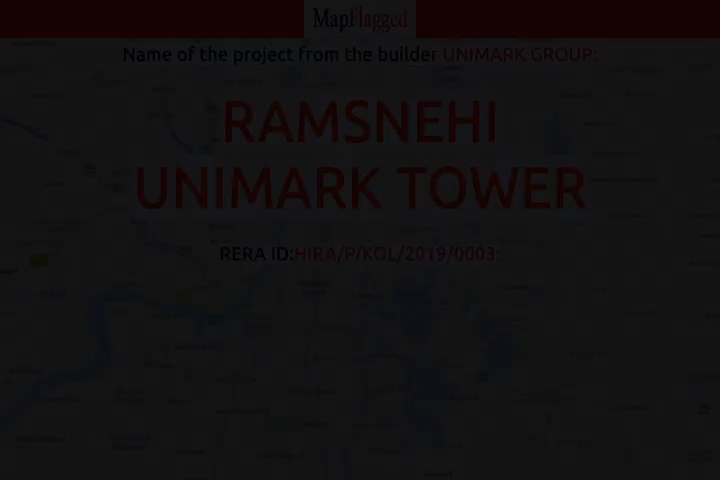 MapFlagged
Name of the project from the builder UNIMARK GROUP:
RAMSNEHI
UNIMARK TOWER
RERA ID:HIRA/P/KOL/2019/0003: